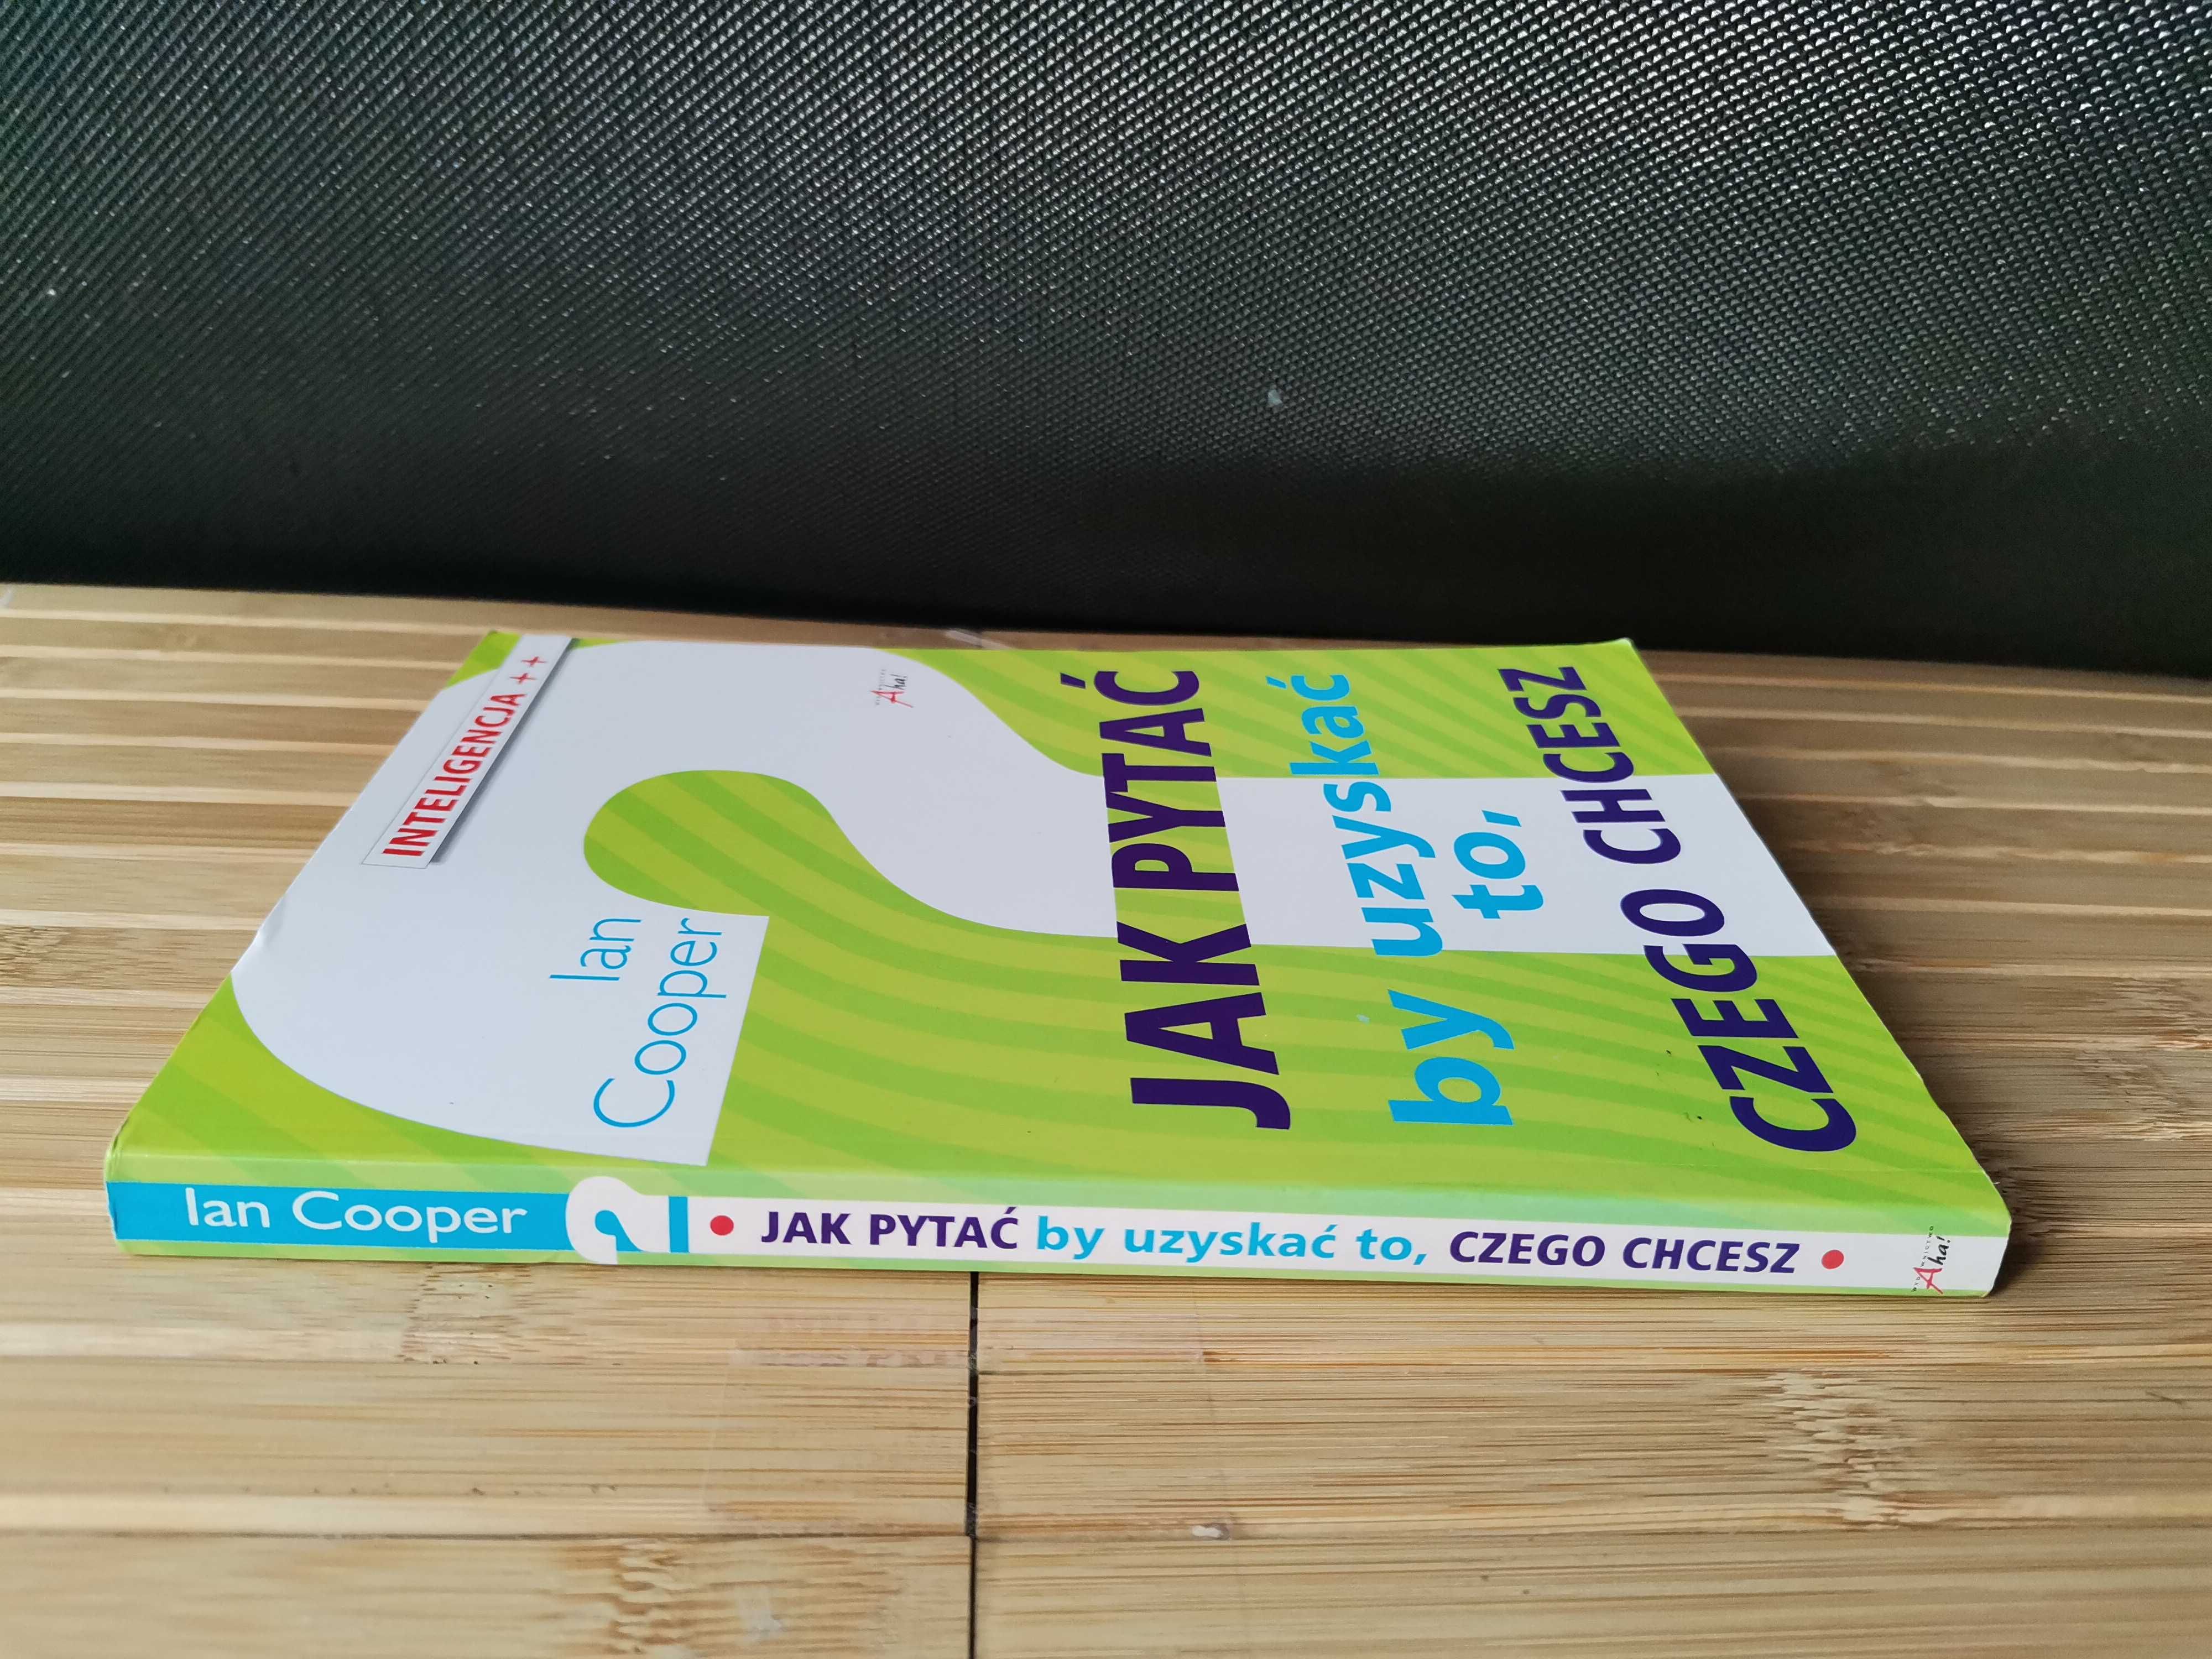 INTELIGENCJA ++
Ian
Cooper
Aha!
JAK PYTAĆ
by uzyskać
to,
CZEGO CHCESZ
Ian Cooper ? • JAK PYTAĆ by uzyskać to, CZEGO CHCESZ • Aha!